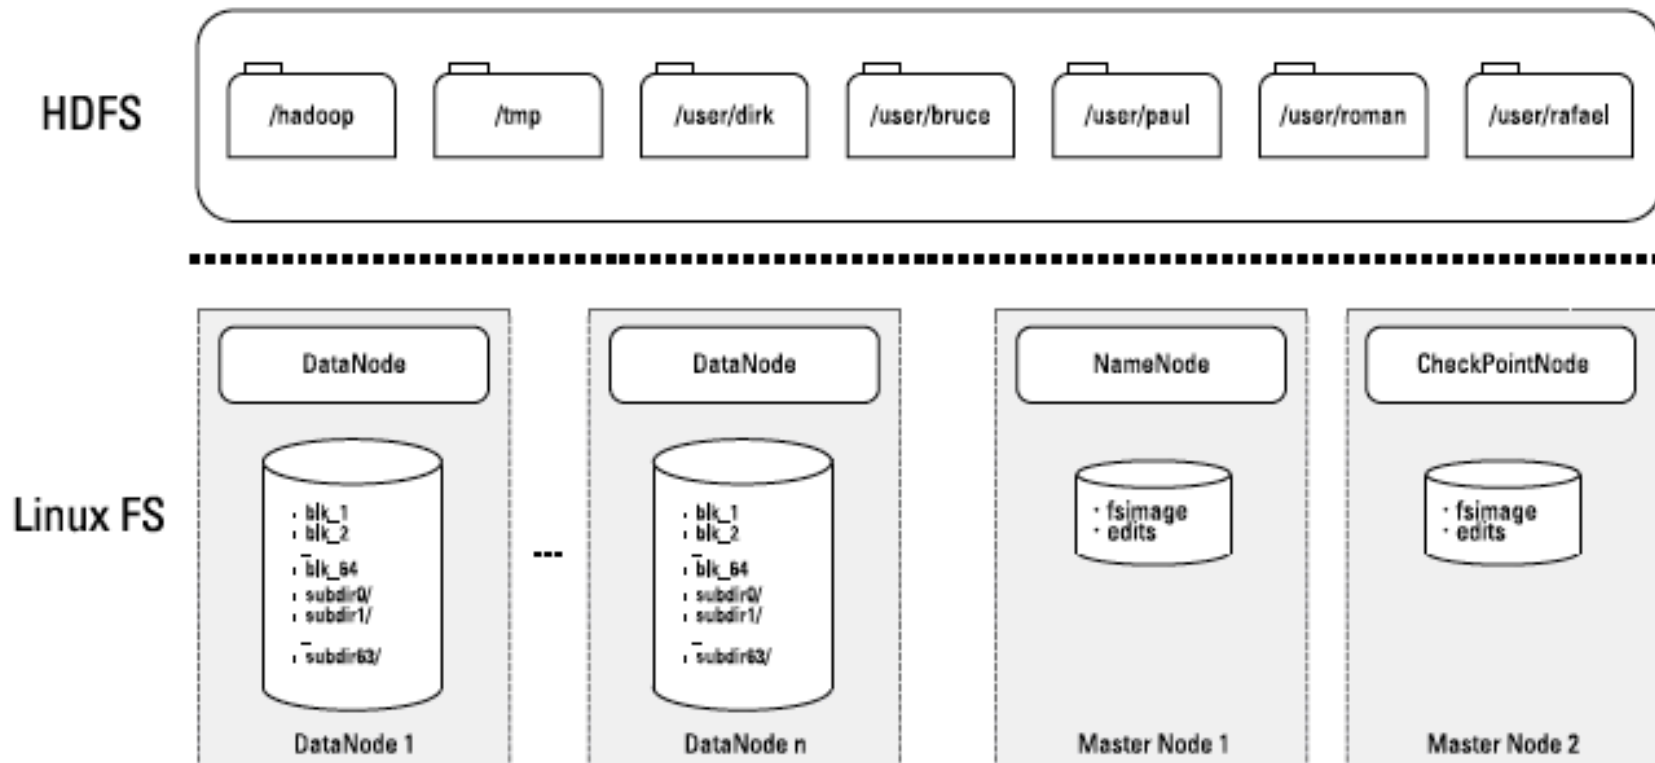 HDFS
/hadoop
/tmp
/user/dirk
/user/bruce
/user/paul
/user/roman
/user/rafael
Linux FS
DataNode
· blk_1
· blk_2
...
· blk_64
· subdir0/
· subdir1/
...
· subdir63/
DataNode 1
...
DataNode
· blk_1
· blk_2
...
· blk_64
· subdir0/
· subdir1/
...
· subdir63/
DataNode n
NameNode
· fsimage
· edits
Master Node 1
CheckPointNode
· fsimage
· edits
Master Node 2